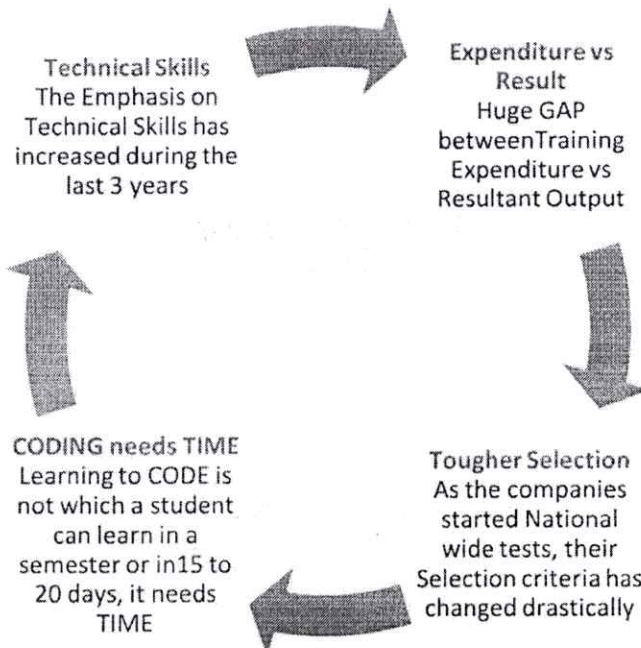 Technical Skills
The Emphasis on
Technical Skills has
increased during the
last 3 years
Expenditure vs
Result
Huge GAP
betweenTraining
Expenditure vs
Resultant Output
Tougher Selection
As the companies
started National
wide tests, their
Selection criteria has
changed drastically
CODING needs TIME
Learning to CODE is
not which a student
can learn in a
semester or in15 to
20 days, it needs
TIME